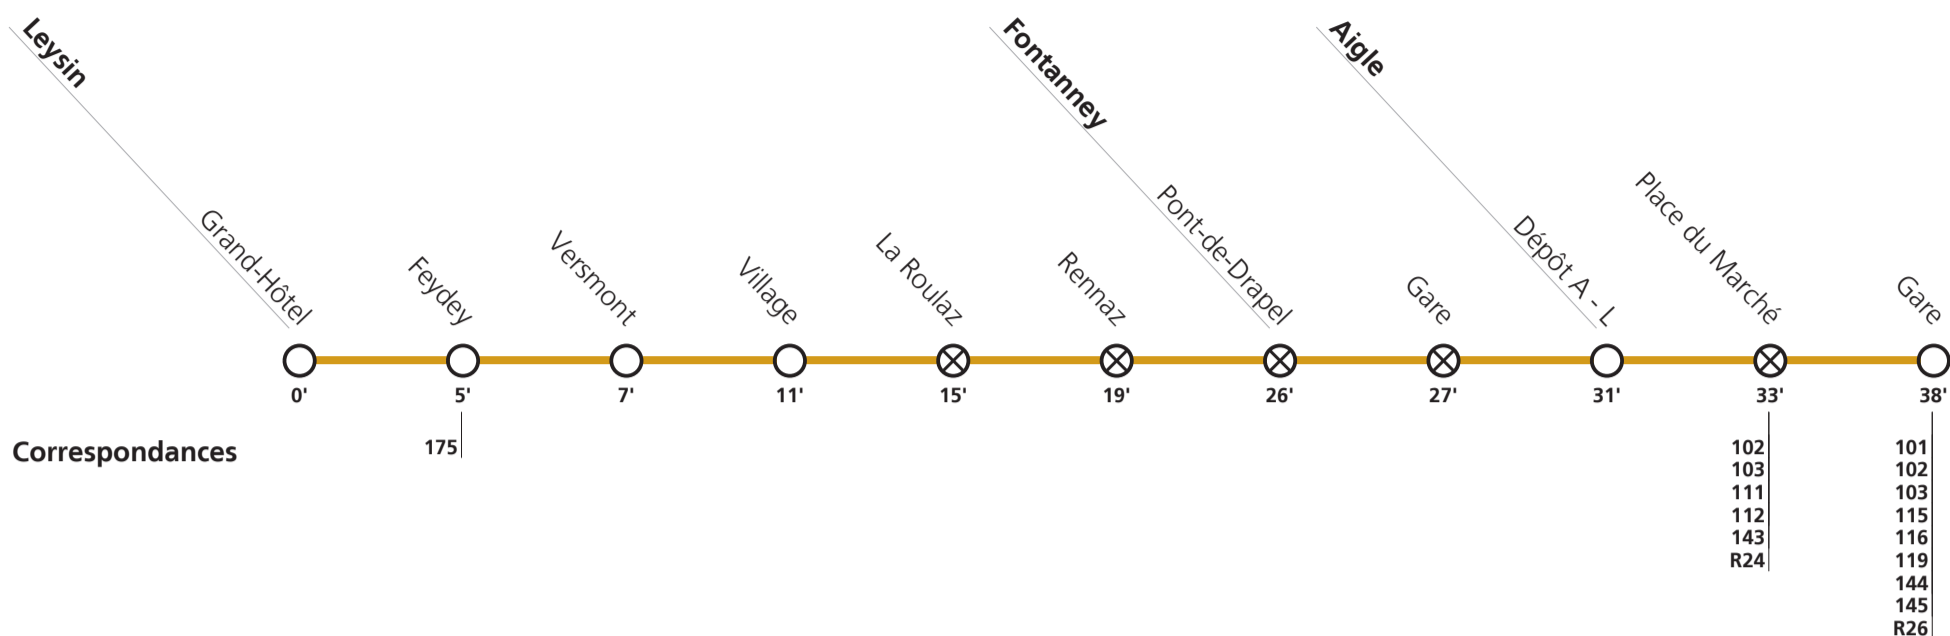 Leysin
Fontanney
Aigle
Grand-Hôtel
Feydey
Versmont
Village
La Roulaz
Rennaz
Pont-de-Drapel
Gare
Dépôt A - L
Place du Marché
Gare
0' 5' 7' 11' 15' 19' 26' 27' 31' 33' 38'
Correspondances
175
102
103
111
112
143
R24
101
102
103
115
116
119
144
145
R26